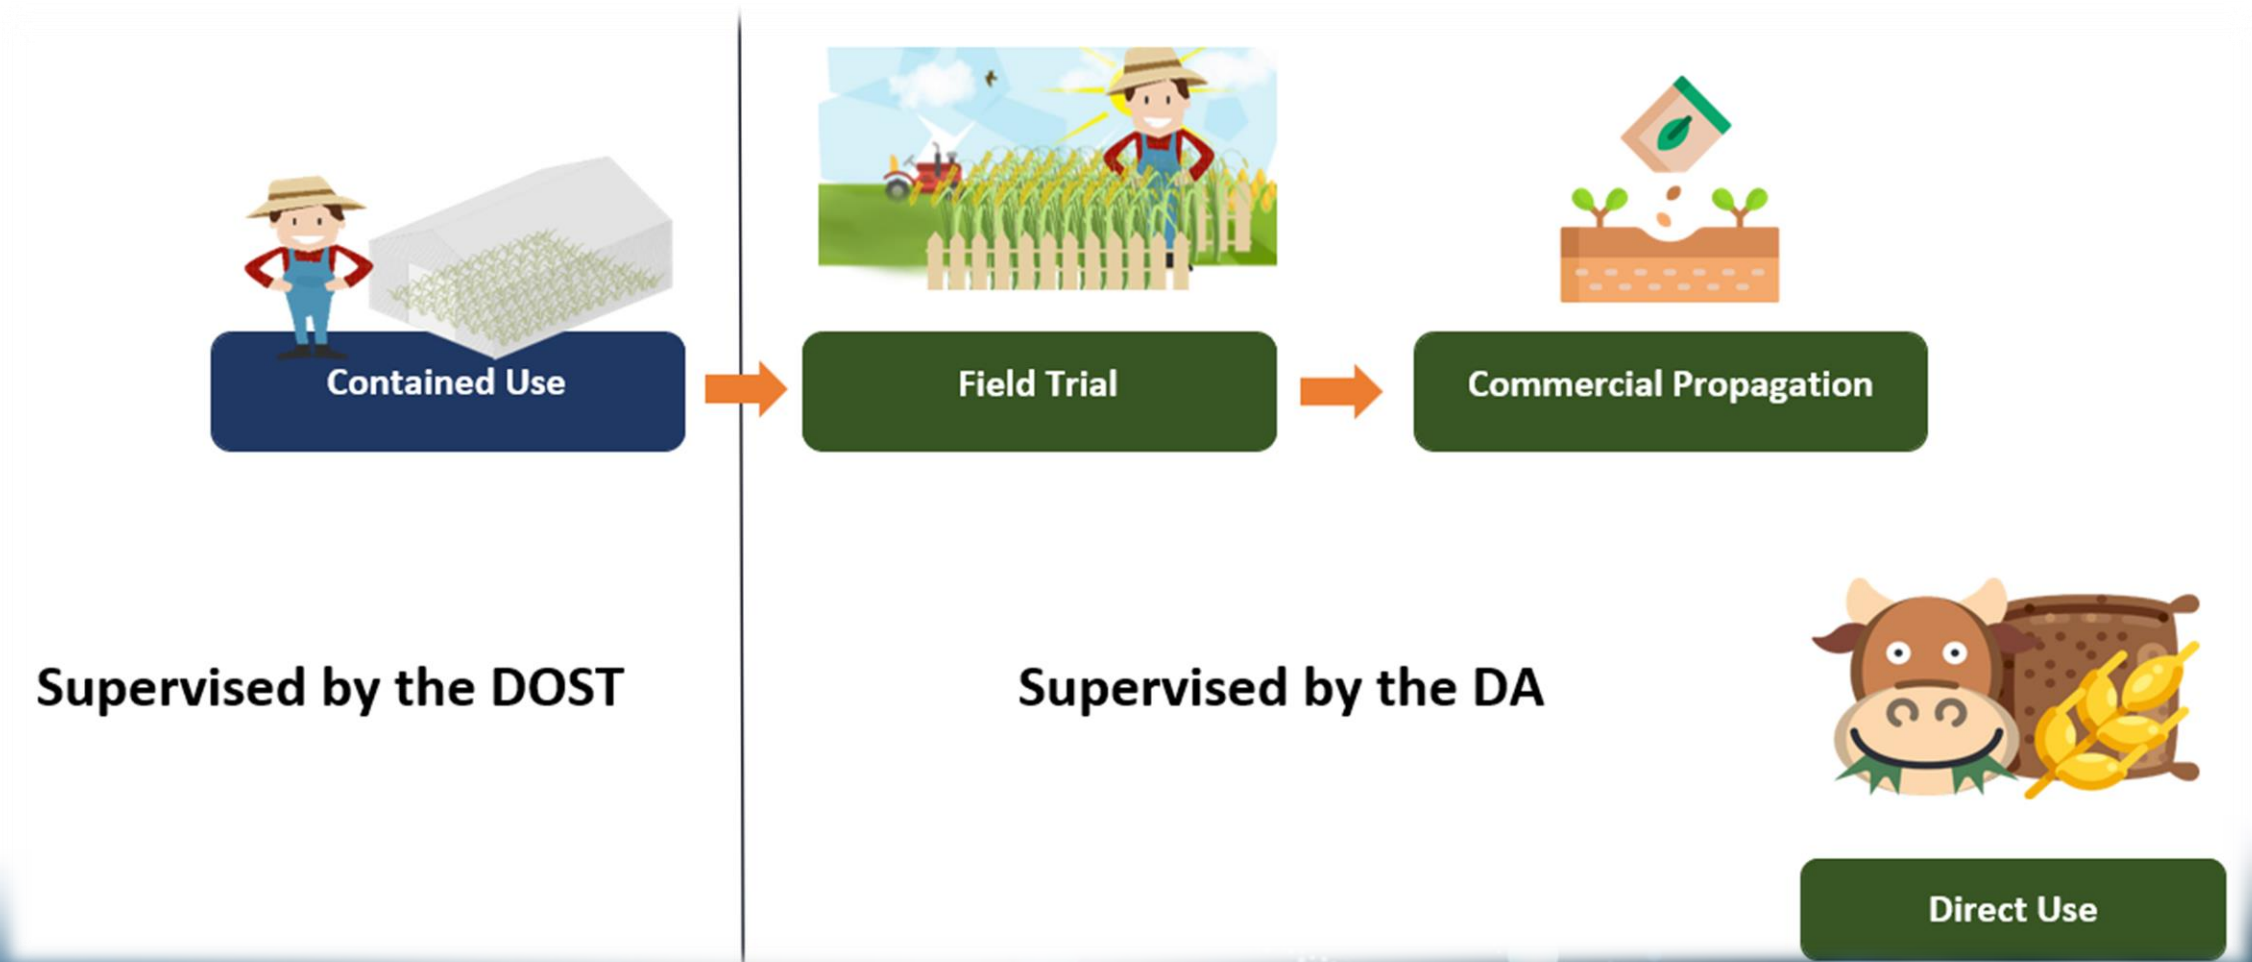 Contained Use
Field Trial
Commercial Propagation
Supervised by the DOST
Supervised by the DA
Direct Use